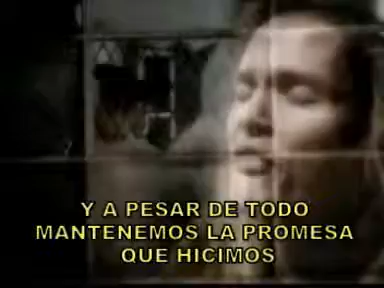 Y A PESAR DE TODO
MANTENEMOS LA PROMESA
QUE HICIMOS